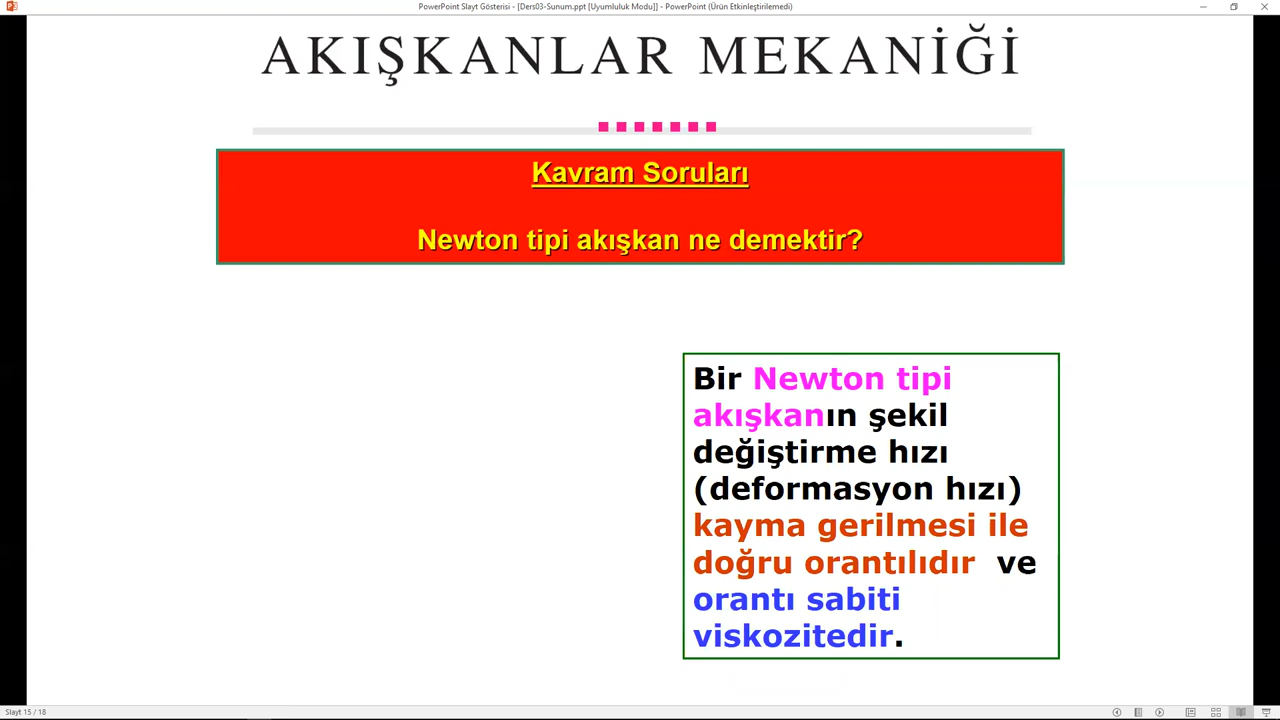 PowerPoint Slayt Gösterisi - [Ders03-Sunum.ppt [Uyumluluk Modu]] - PowerPoint (Ürün Etkinleştirilemedi)
AKIŞKANLAR MEKANİĞİ
Kavram Soruları
Newton tipi akışkan ne demektir?
Bir Newton tipi
akışkanın şekil
değiştirme hızı
(deformasyon hızı)
kayma gerilmesi ile
doğru orantılıdır ve
orantı sabiti
viskozitedir.
Slayt 15 / 18